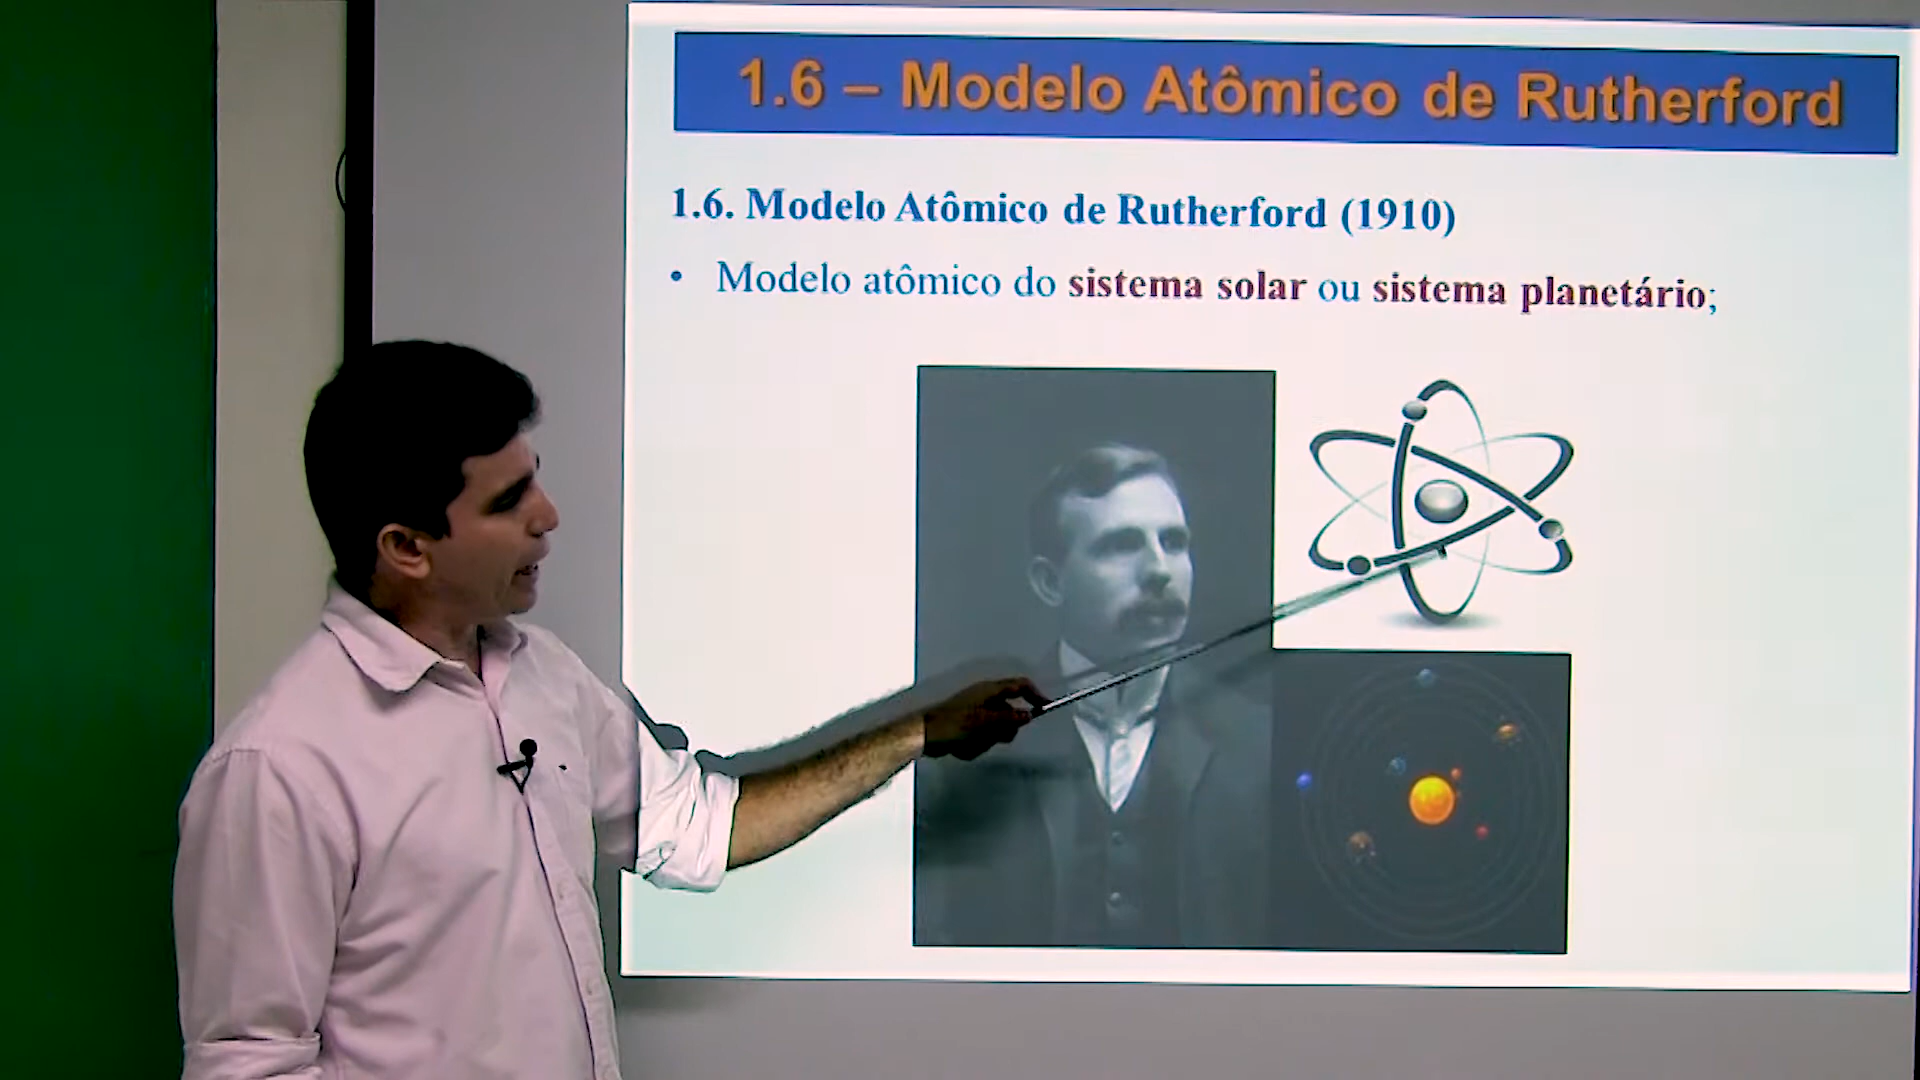 1.6 – Modelo Atômico de Rutherford
1.6. Modelo Atômico de Rutherford (1910)
• Modelo atômico do sistema solar ou sistema planetário;